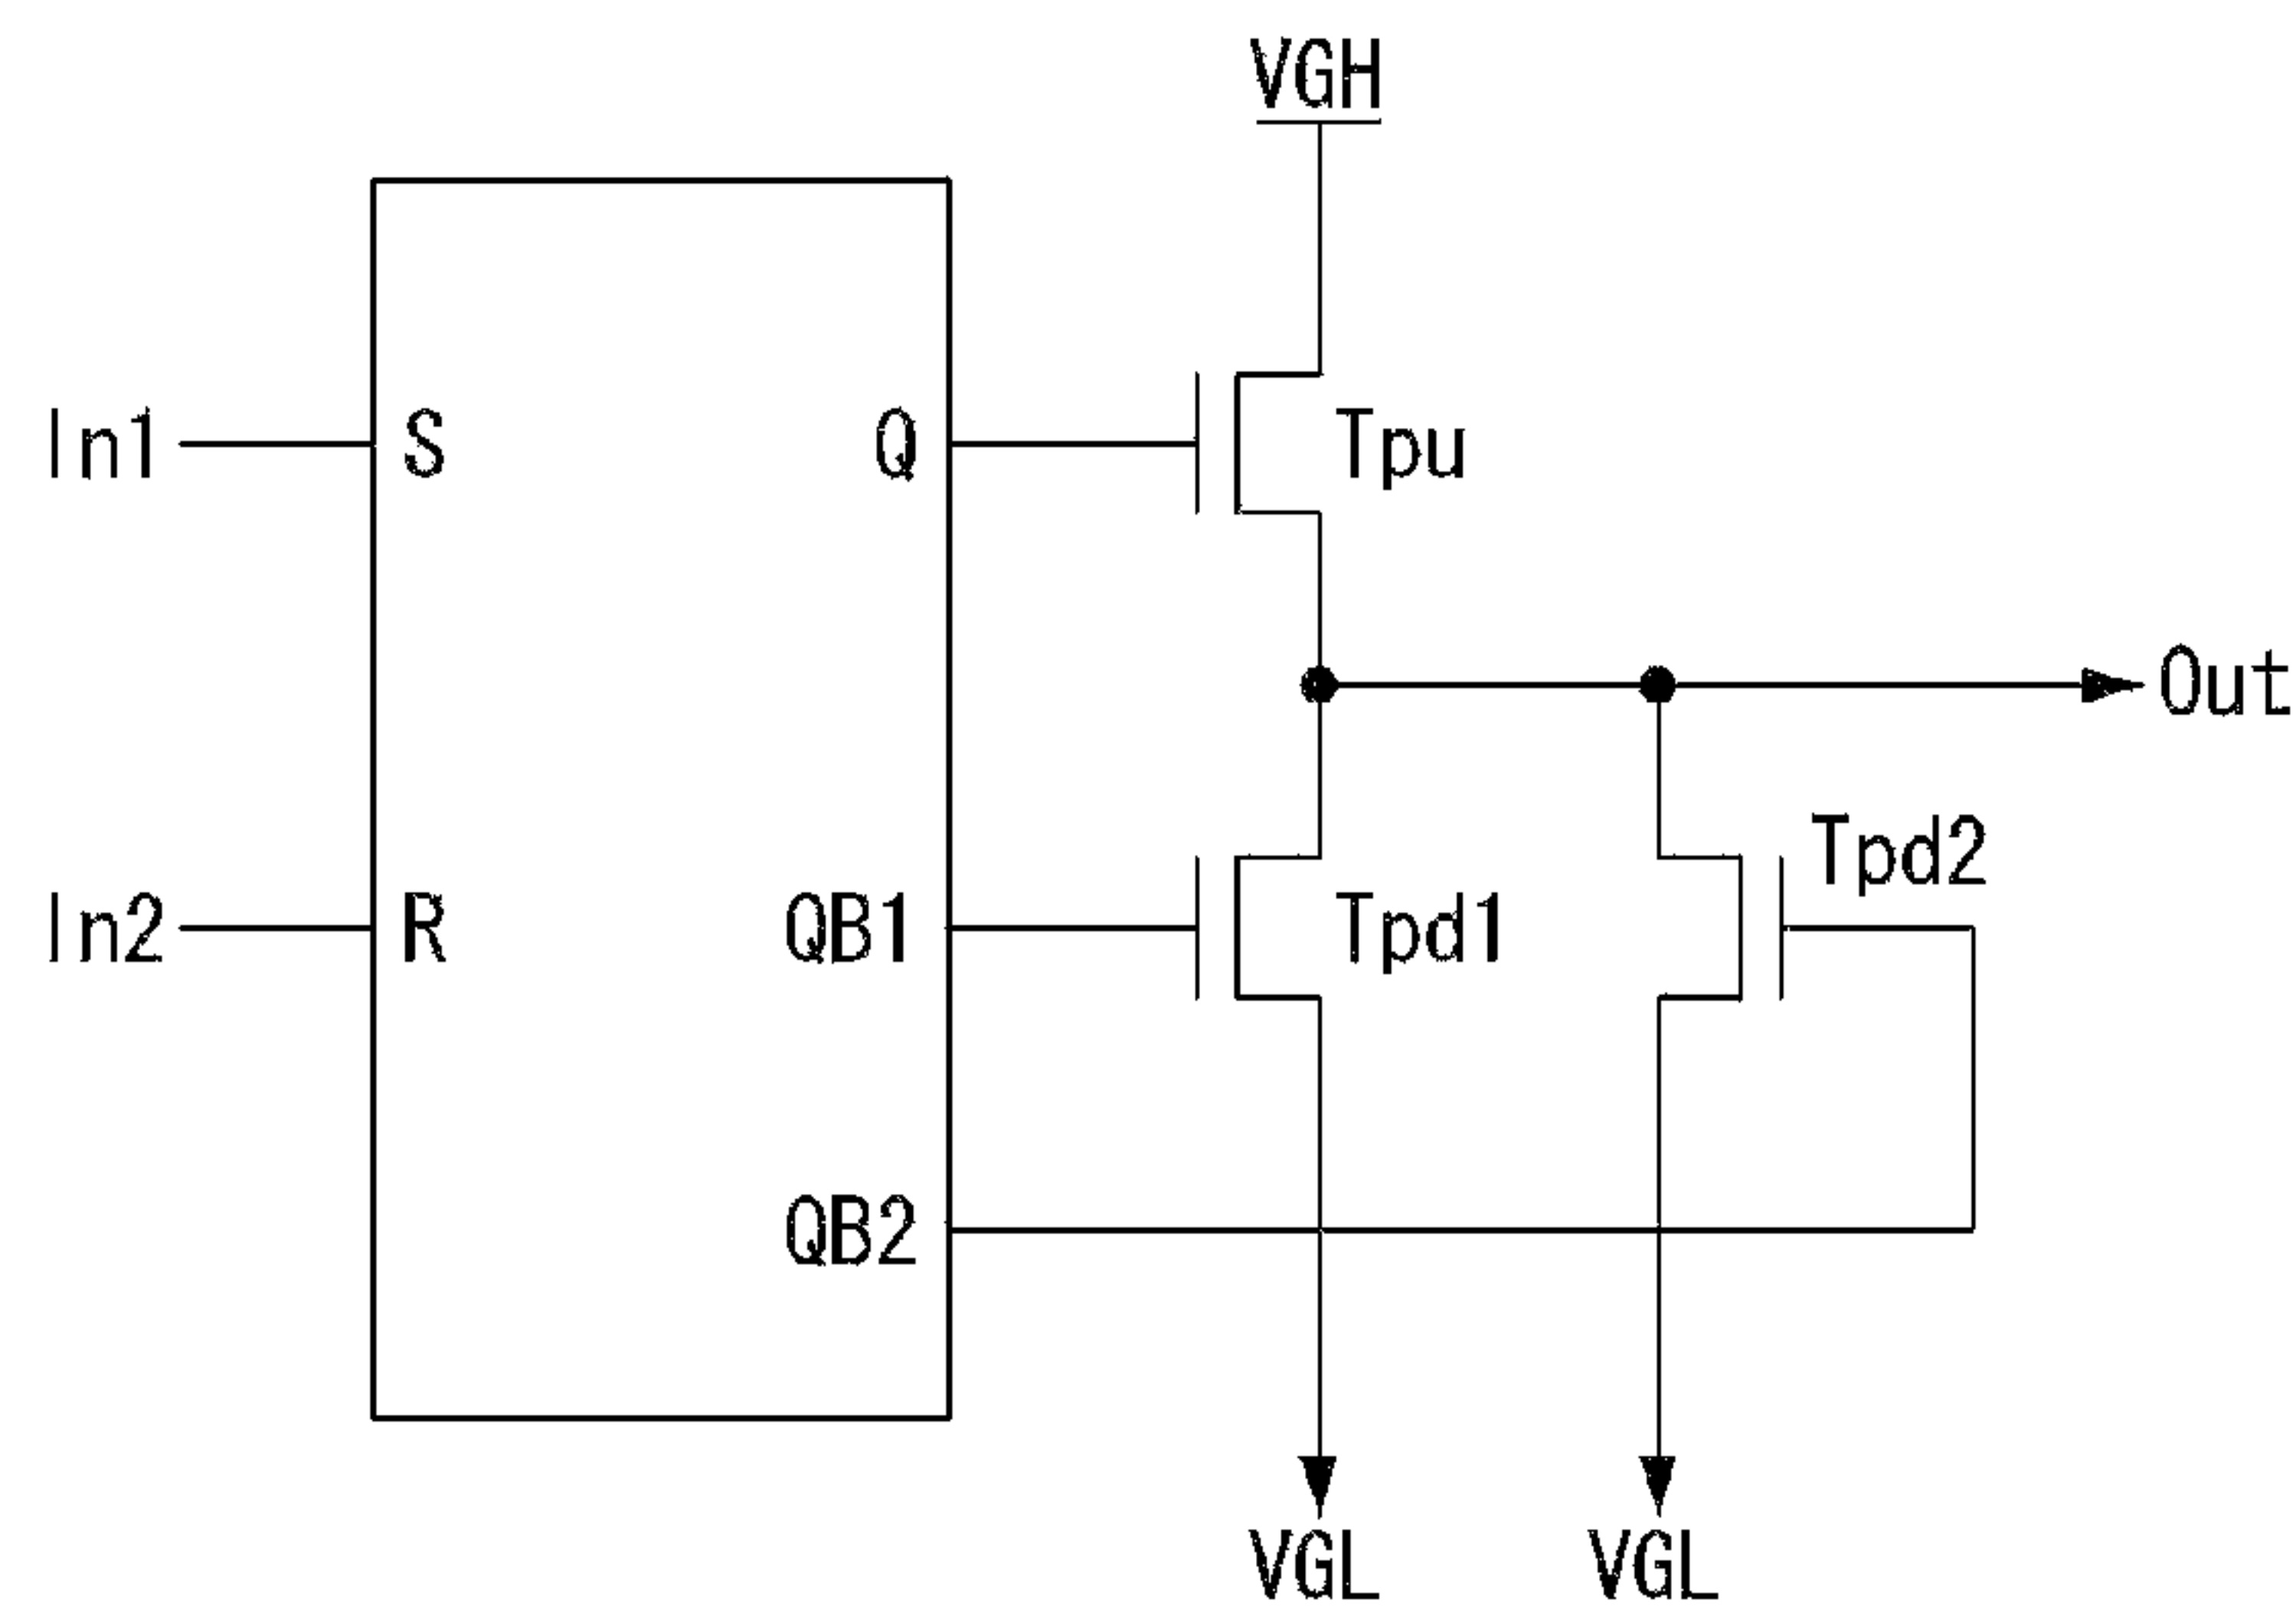 VGH
In1
S
Q
Tpu
Out
Tpd2
In2
R
QB1
Tpd1
QB2
VGL
VGL